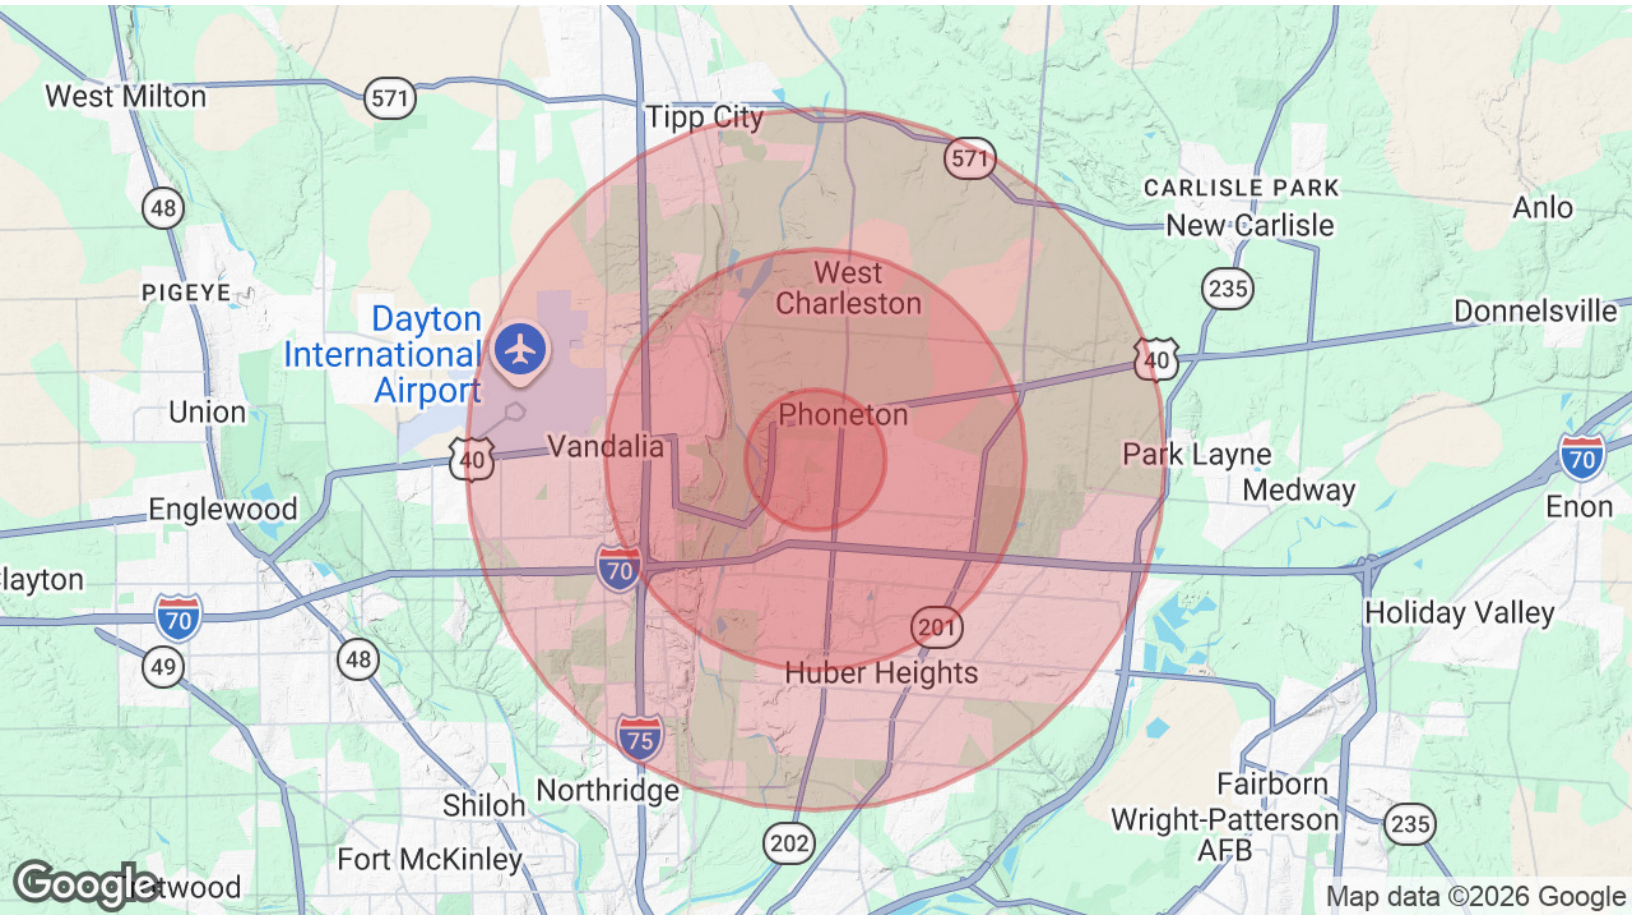 571
West Milton
Tipp City
571
48
CARLISLE PARK
New Carlisle
Anlo
PIGEYE
West
Charleston
235
Dayton
International
Airport
Donnelsville
40
Union
Phoneton
Vandalia
40
Park Layne
70
Medway
Englewood
Enon
70
Clayton
70
Holiday Valley
201
48
49
Huber Heights
75
Northridge
Shiloh
Fairborn
Wright-Patterson
AFB
235
202
Fort McKinley
Google
Map data ©2026 Google